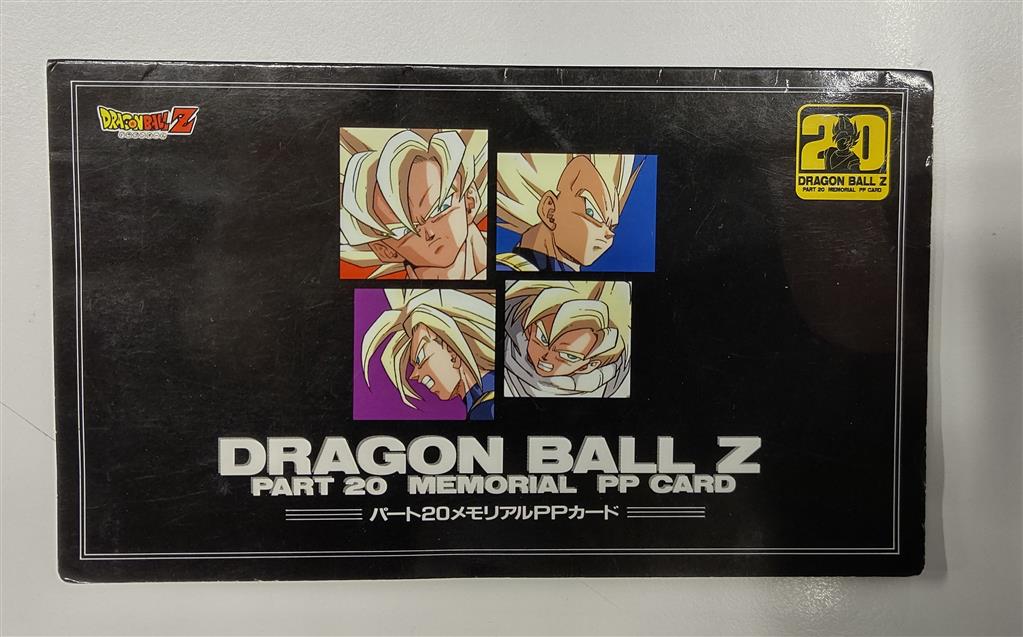 DRAGON BALL Z
20
DRAGON BALL Z
PART 20 MEMORIAL PP CARD
DRAGON BALL Z
PART 20 MEMORIAL PP CARD
パート20メモリアルPPカード